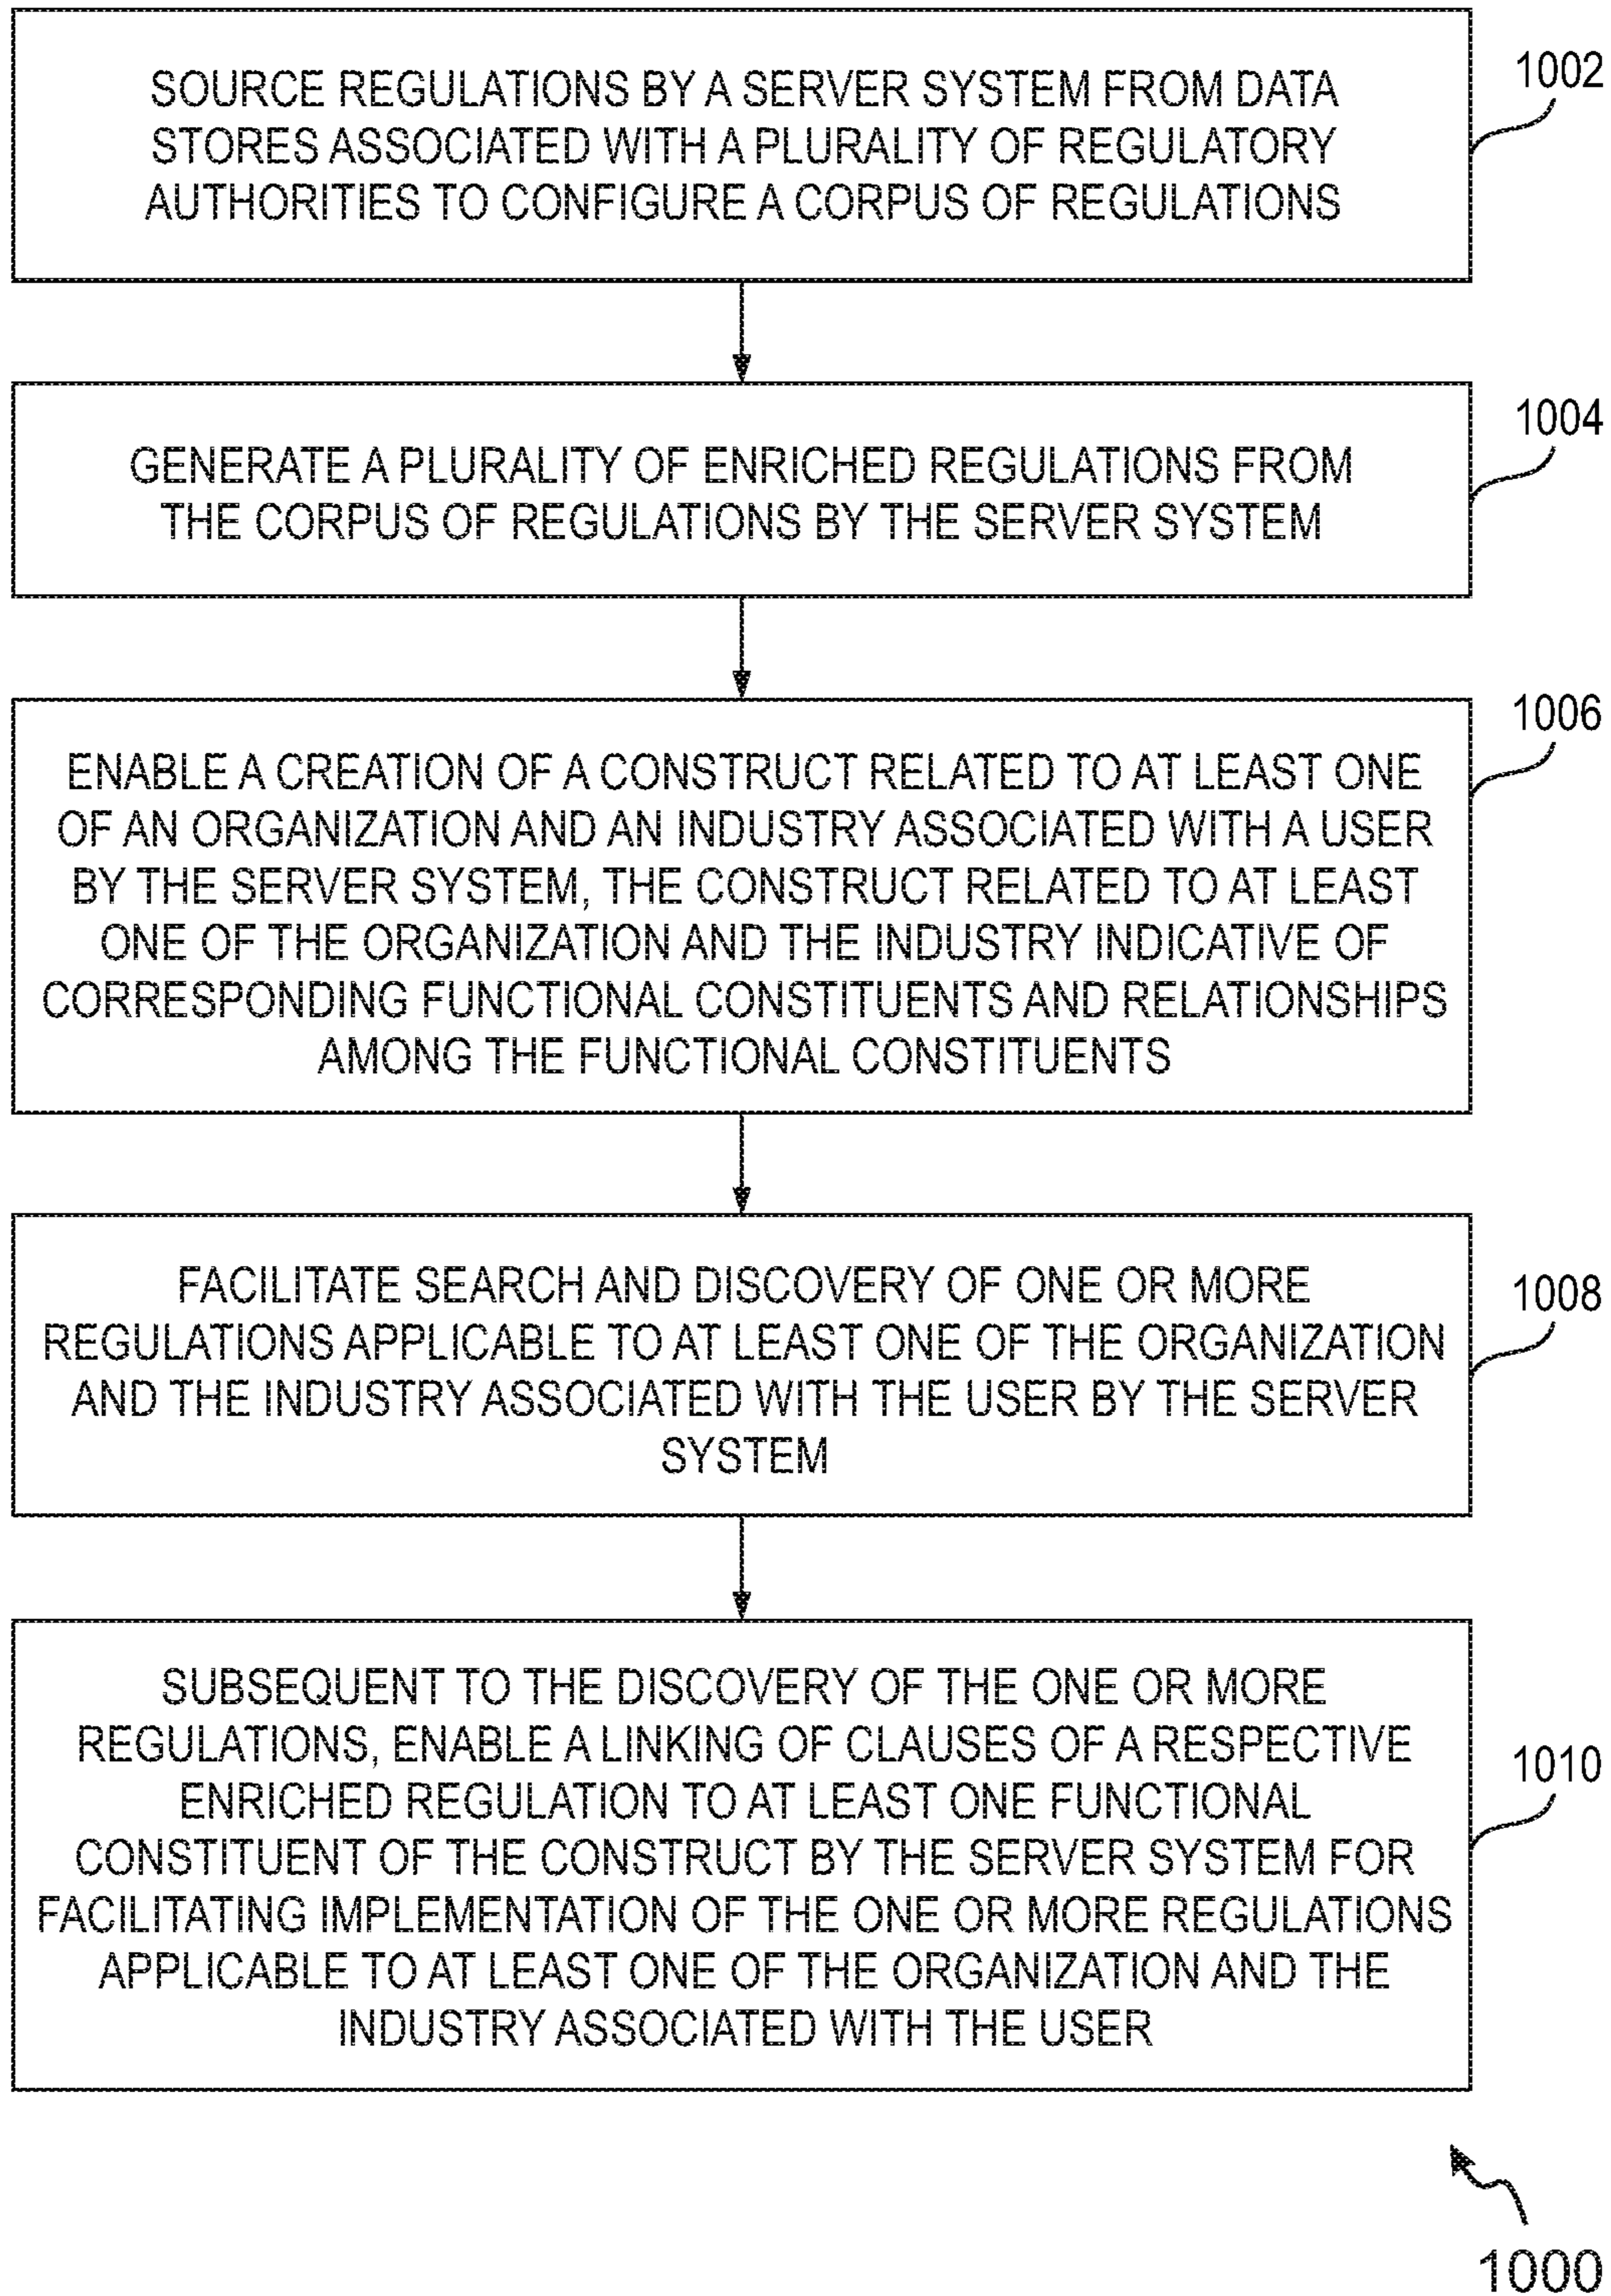 SOURCE REGULATIONS BY A SERVER SYSTEM FROM DATA
STORES ASSOCIATED WITH A PLURALITY OF REGULATORY
AUTHORITIES TO CONFIGURE A CORPUS OF REGULATIONS
1002
GENERATE A PLURALITY OF ENRICHED REGULATIONS FROM
THE CORPUS OF REGULATIONS BY THE SERVER SYSTEM
1004
ENABLE A CREATION OF A CONSTRUCT RELATED TO AT LEAST ONE
OF AN ORGANIZATION AND AN INDUSTRY ASSOCIATED WITH A USER
BY THE SERVER SYSTEM, THE CONSTRUCT RELATED TO AT LEAST
ONE OF THE ORGANIZATION AND THE INDUSTRY INDICATIVE OF
CORRESPONDING FUNCTIONAL CONSTITUENTS AND RELATIONSHIPS
AMONG THE FUNCTIONAL CONSTITUENTS
1006
FACILITATE SEARCH AND DISCOVERY OF ONE OR MORE
REGULATIONS APPLICABLE TO AT LEAST ONE OF THE ORGANIZATION
AND THE INDUSTRY ASSOCIATED WITH THE USER BY THE SERVER
SYSTEM
1008
SUBSEQUENT TO THE DISCOVERY OF THE ONE OR MORE
REGULATIONS, ENABLE A LINKING OF CLAUSES OF A RESPECTIVE
ENRICHED REGULATION TO AT LEAST ONE FUNCTIONAL
CONSTITUENT OF THE CONSTRUCT BY THE SERVER SYSTEM FOR
FACILITATING IMPLEMENTATION OF THE ONE OR MORE REGULATIONS
APPLICABLE TO AT LEAST ONE OF THE ORGANIZATION AND THE
INDUSTRY ASSOCIATED WITH THE USER
1010
1000